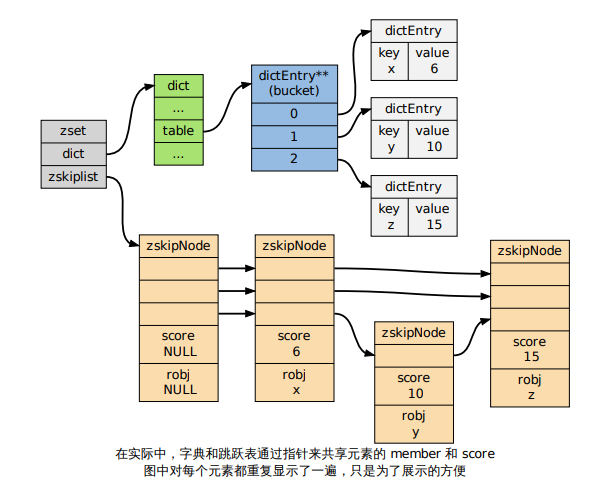 zset
dict
zskiplist
dict
...
table
...
dictEntry**
(bucket)
0
1
2
dictEntry
key
x
value
6
dictEntry
key
y
value
10
dictEntry
key
z
value
15
zskipNode
score
NULL
robj
NULL
zskipNode
score
6
robj
x
zskipNode
score
10
robj
y
zskipNode
score
15
robj
z
在实际中，字典和跳跃表通过指针来共享元素的 member 和 score
图中对每个元素都重复显示了一遍，只是为了展示的方便